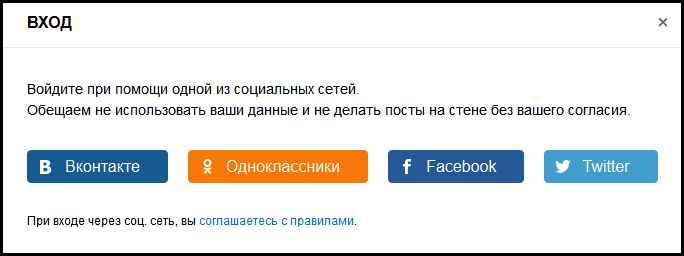 ВХОД
Войдите при помощи одной из социальных сетей.
Обещаем не использовать ваши данные и не делать посты на стене без вашего согласия.
Вконтакте Одноклассники Facebook Twitter
При входе через соц. сеть, вы соглашаетесь с правилами.